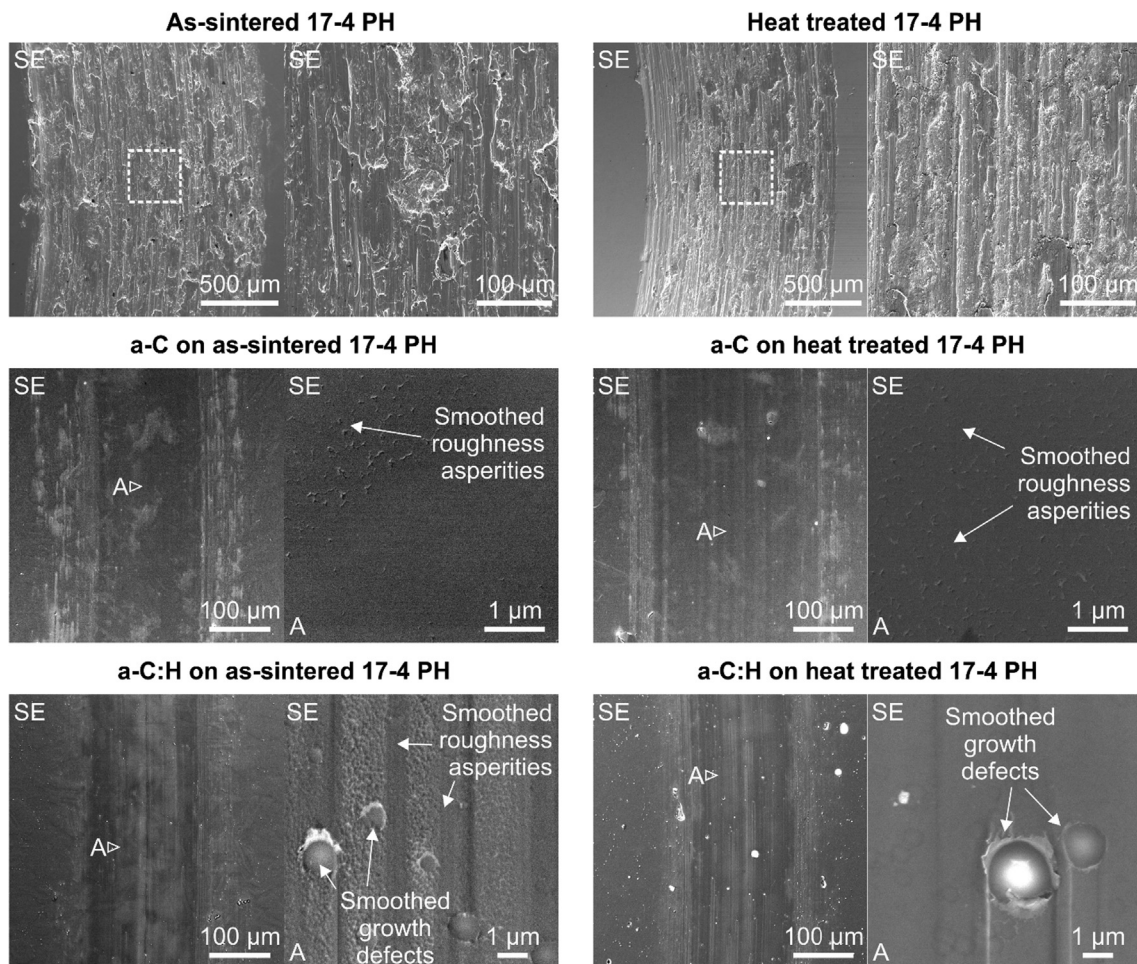 As-sintered 17-4 PH
SE
500 µm
100 µm
Heat treated 17-4 PH
SE
500 µm
100 µm
a-C on as-sintered 17-4 PH
SE
A
100 µm
SE
Smoothed
roughness
asperities
A
1 µm
a-C on heat treated 17-4 PH
SE
A
100 µm
Smoothed
roughness
asperities
A
1 µm
a-C:H on as-sintered 17-4 PH
SE
A
100 µm
SE
Smoothed
roughness
asperities
Smoothed
growth
defects
A
1 µm
a-C:H on heat treated 17-4 PH
SE
A
100 µm
SE
Smoothed
growth
defects
A
1 µm